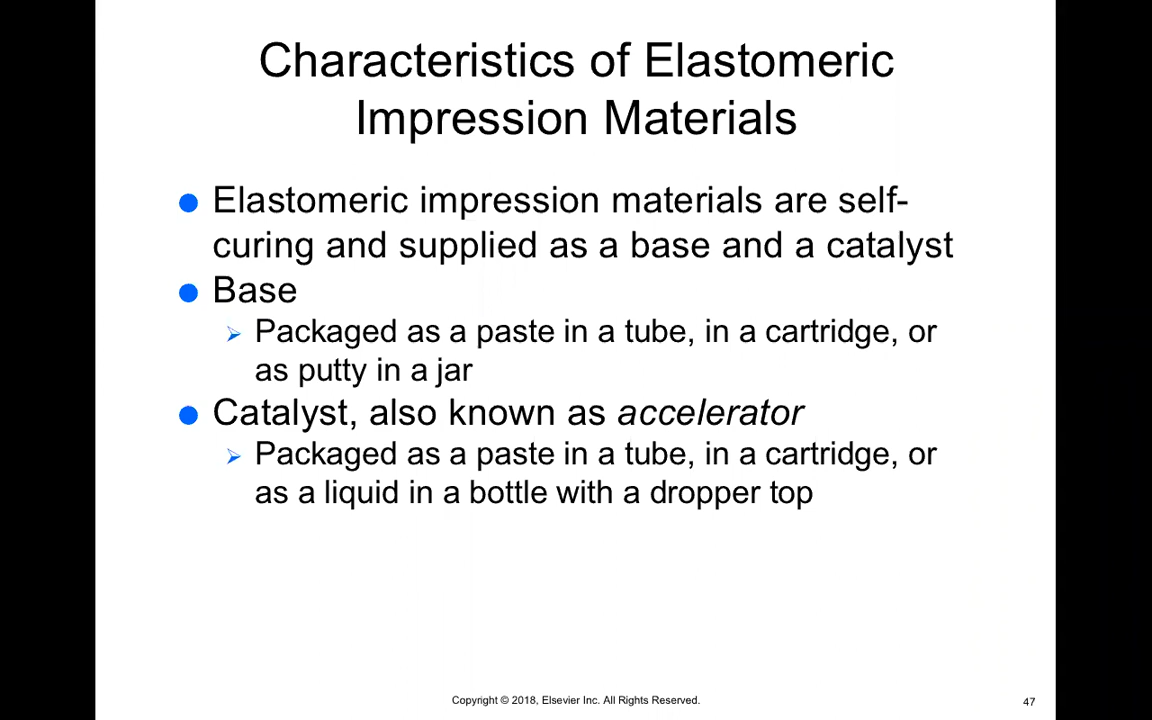 Characteristics of Elastomeric
Impression Materials
Elastomeric impression materials are self-
curing and supplied as a base and a catalyst
Base
Packaged as a paste in a tube, in a cartridge, or
as putty in a jar
Catalyst, also known as accelerator
Packaged as a paste in a tube, in a cartridge, or
as a liquid in a bottle with a dropper top
Copyright © 2018, Elsevier Inc. All Rights Reserved.
47